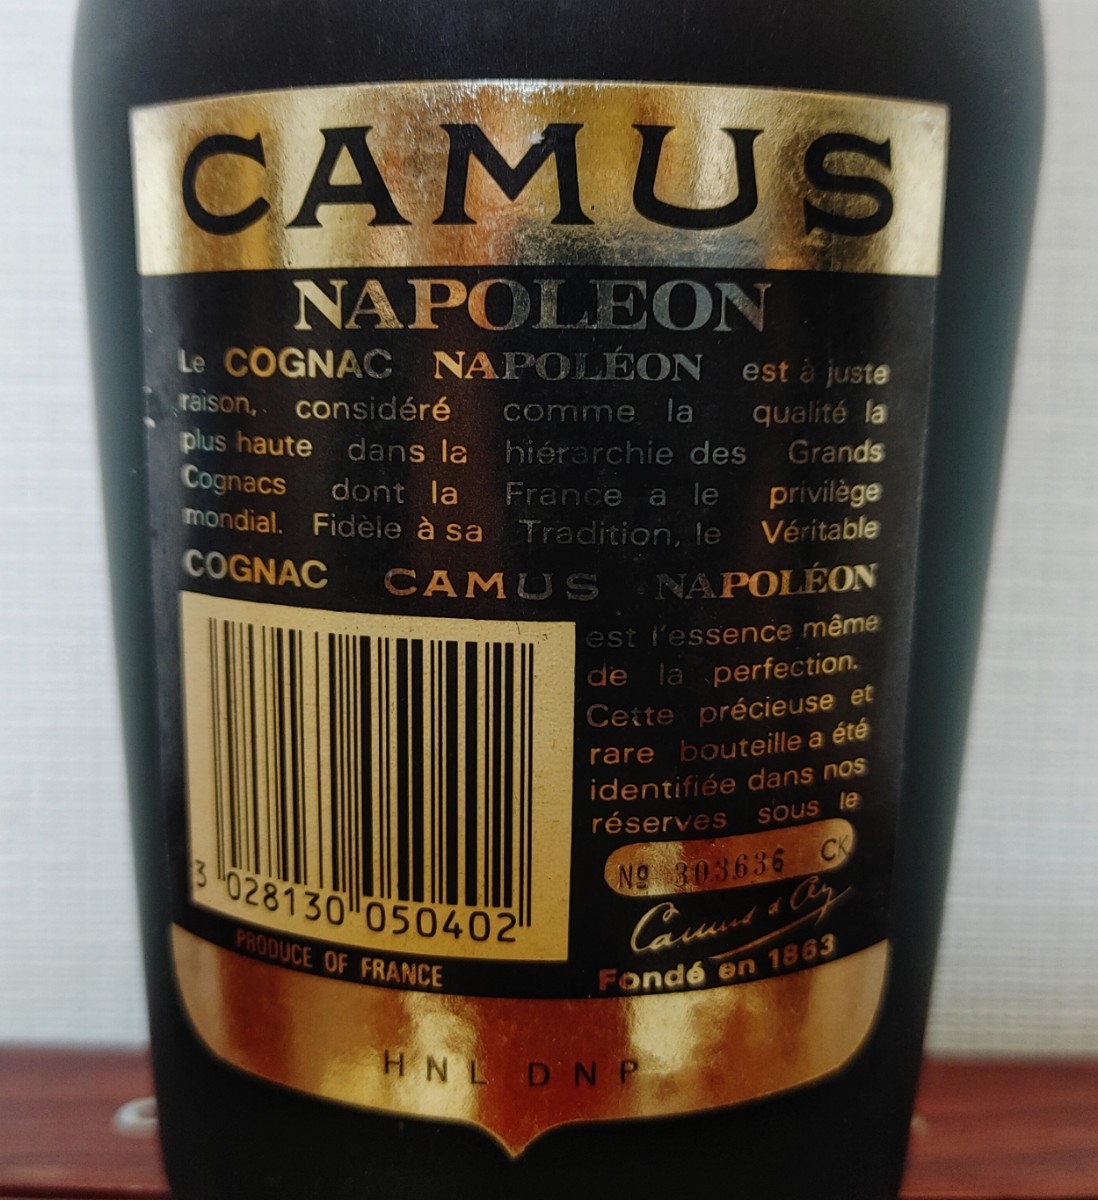 CAMUS
NAPOLEON
Le COGNAC NAPOLÉON est à juste
raison, considéré comme la qualité la
plus haute dans la hiérarchie des Grands
Cognacs dont la France a le privilège
mondial. Fidèle à sa Tradition, le Véritable
COGNAC CAMUS NAPOLÉON
est l'essence même
de la perfection.
Cette précieuse et
rare bouteille a été
identifiée dans nos
réserves sous le
Nº 303636 CK
Camus & Cie
Fondé en 1863
3 028130 050402
PRODUCE OF FRANCE
HNL DNP